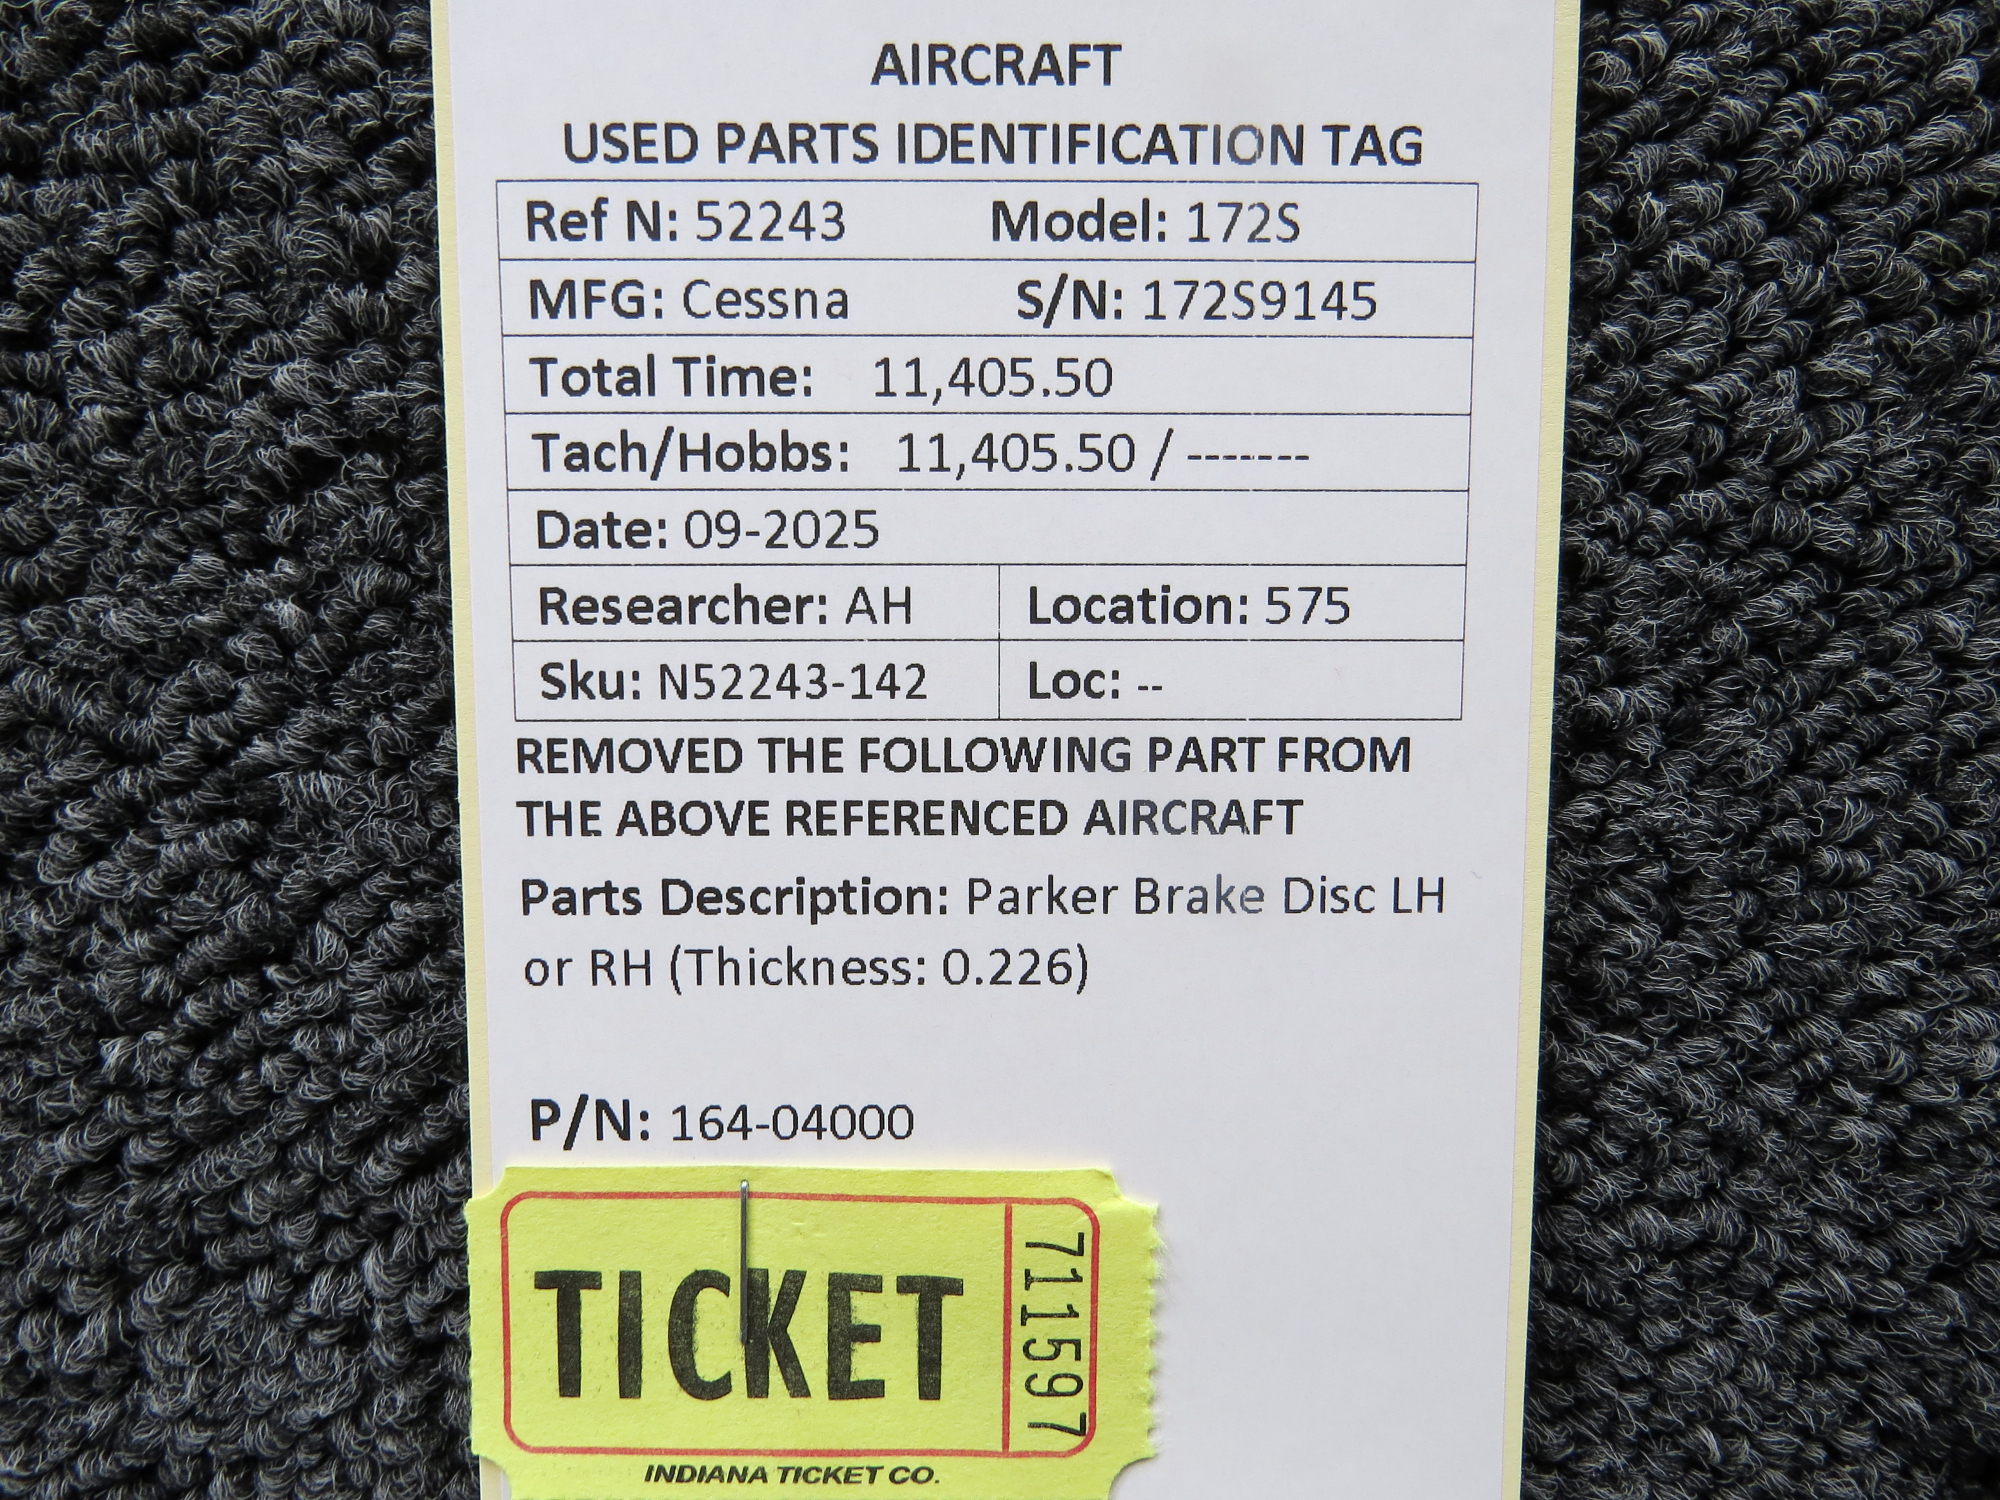 AIRCRAFT
USED PARTS IDENTIFICATION TAG
Ref N: 52243 Model: 172S
MFG: Cessna S/N: 172S9145
Total Time: 11,405.50
Tach/Hobbs: 11,405.50 / -------
Date: 09-2025
Researcher: AH Location: 575
Sku: N52243-142 Loc: --
REMOVED THE FOLLOWING PART FROM
THE ABOVE REFERENCED AIRCRAFT
Parts Description: Parker Brake Disc LH
or RH (Thickness: 0.226)
P/N: 164-04000
TICKET
711597
INDIANA TICKET CO.